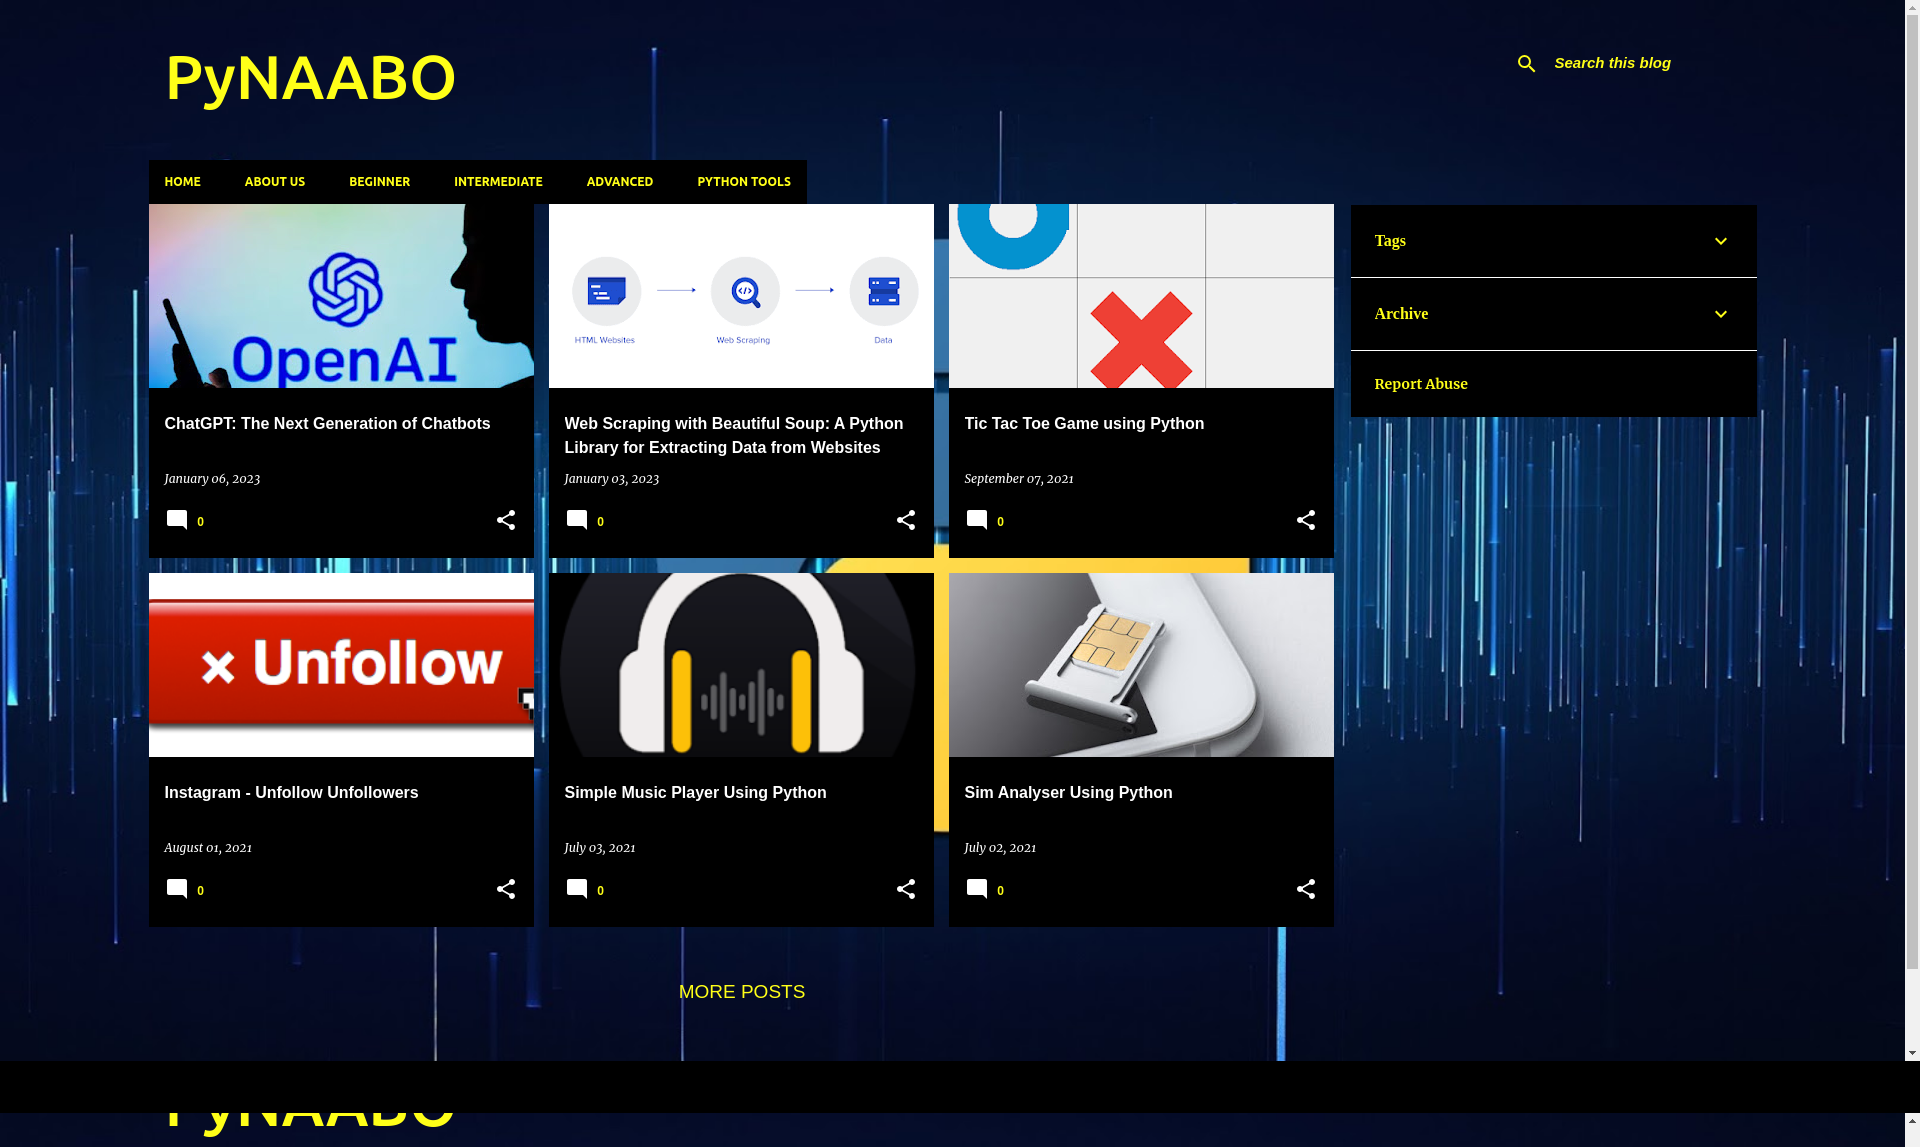 PyNAABO
Search this blog
HOME ABOUT US BEGINNER INTERMEDIATE ADVANCED PYTHON TOOLS
OpenAI
HTML Websites Web Scraping Data
ChatGPT: The Next Generation of Chatbots
January 06, 2023
0
Web Scraping with Beautiful Soup: A Python
Library for Extracting Data from Websites
January 03, 2023
0
Tic Tac Toe Game using Python
September 07, 2021
0
Tags
Archive
Report Abuse
× Unfollow
Instagram - Unfollow Unfollowers
August 01, 2021
0
Simple Music Player Using Python
July 03, 2021
0
Sim Analyser Using Python
July 02, 2021
0
MORE POSTS
PyNAABO